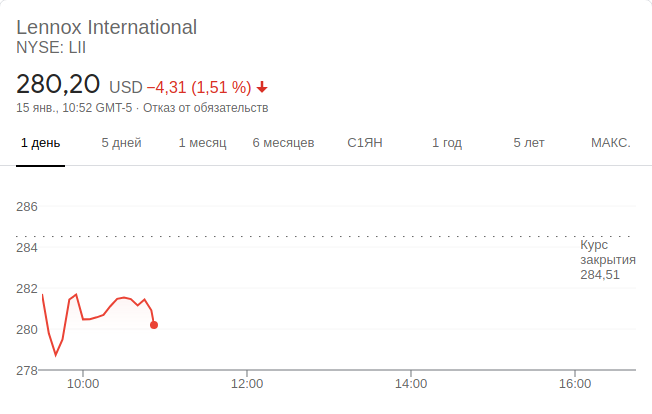 Lennox International
NYSE: LII
280,20 USD −4,31 (1,51 %)
15 янв., 10:52 GMT-5 · Отказ от обязательств
1 день 5 дней 1 месяц 6 месяцев С1ЯН 1 год 5 лет МАКС.
286
284
282
280
278
Курс
закрытия
284,51
10:00 12:00 14:00 16:00